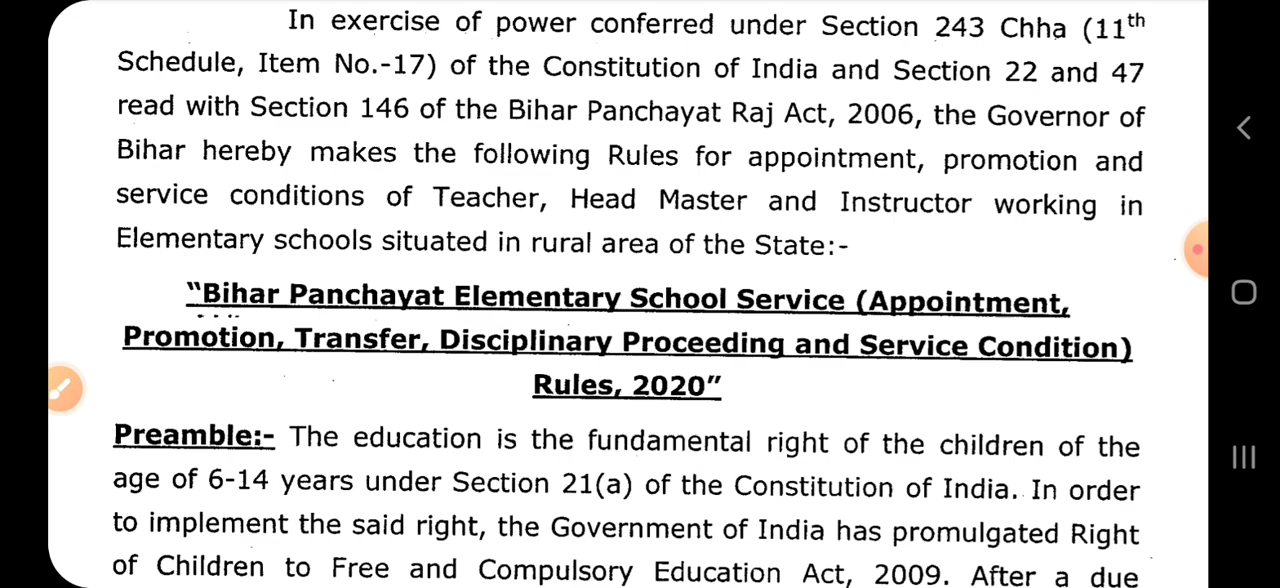 In exercise of power conferred under Section 243 Chha (11th
Schedule, Item No.-17) of the Constitution of India and Section 22 and 47
read with Section 146 of the Bihar Panchayat Raj Act, 2006, the Governor of
Bihar hereby makes the following Rules for appointment, promotion and
service conditions of Teacher, Head Master and Instructor working in
Elementary schools situated in rural area of the State:-
"Bihar Panchayat Elementary School Service (Appointment,
Promotion, Transfer, Disciplinary Proceeding and Service Condition)
Rules, 2020"
Preamble:- The education is the fundamental right of the children of the
age of 6-14 years under Section 21(a) of the Constitution of India. In order
to implement the said right, the Government of India has promulgated Right
of Children to Free and Compulsory Education Act, 2009. After a due